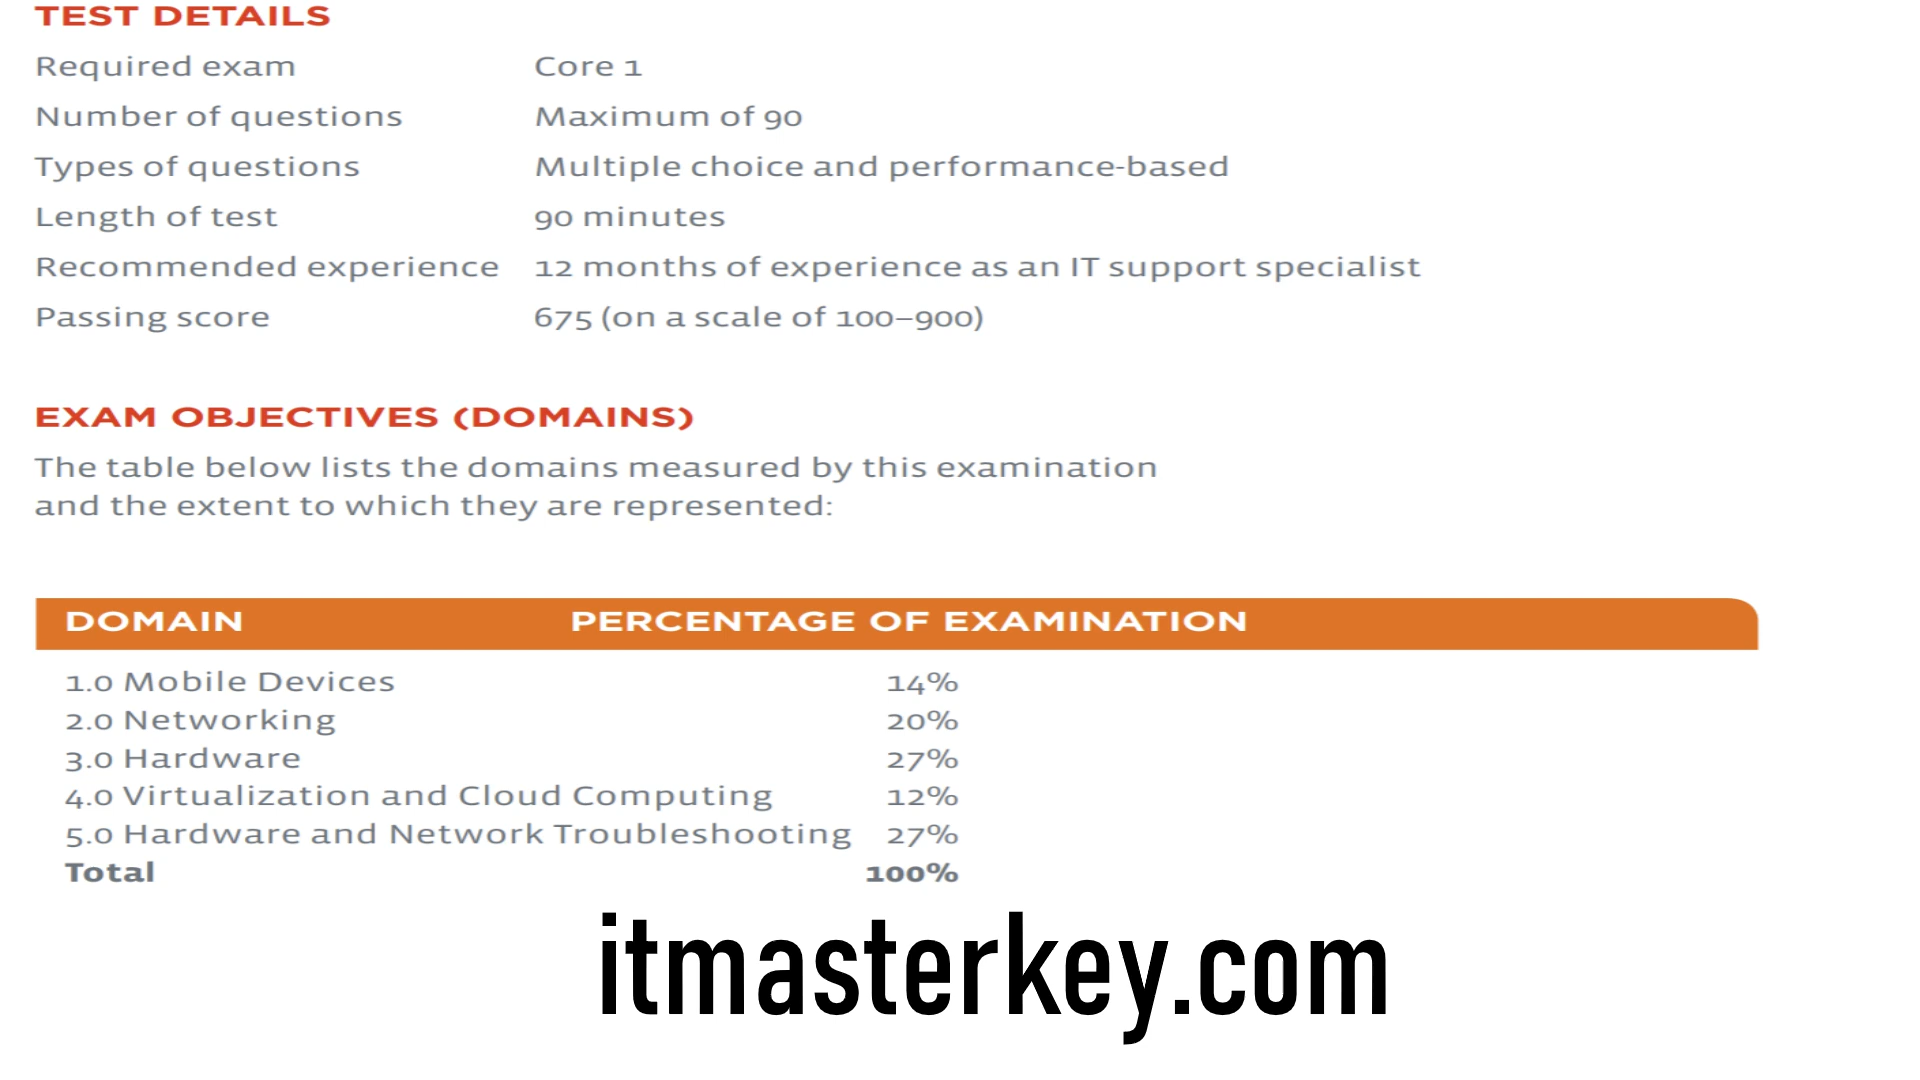 TEST DETAILS
Required exam Core 1
Number of questions Maximum of 90
Types of questions Multiple choice and performance-based
Length of test 90 minutes
Recommended experience 12 months of experience as an IT support specialist
Passing score 675 (on a scale of 100–900)
EXAM OBJECTIVES (DOMAINS)
The table below lists the domains measured by this examination
and the extent to which they are represented:
DOMAIN PERCENTAGE OF EXAMINATION
1.0 Mobile Devices 14%
2.0 Networking 20%
3.0 Hardware 27%
4.0 Virtualization and Cloud Computing 12%
5.0 Hardware and Network Troubleshooting 27%
Total 100%
itmasterkey.com